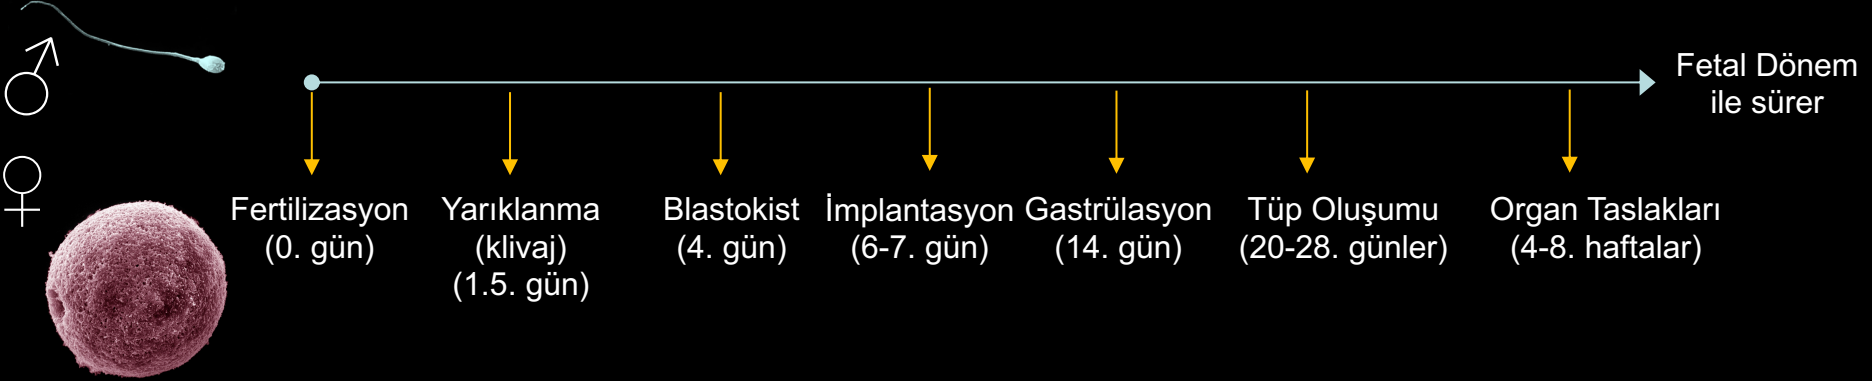 Fetal Dönem
ile sürer
Fertilizasyon
(0. gün)
Yarıklanma
(klivaj)
(1.5. gün)
Blastokist
(4. gün)
İmplantasyon
(6-7. gün)
Gastrülasyon
(14. gün)
Tüp Oluşumu
(20-28. günler)
Organ Taslakları
(4-8. haftalar)